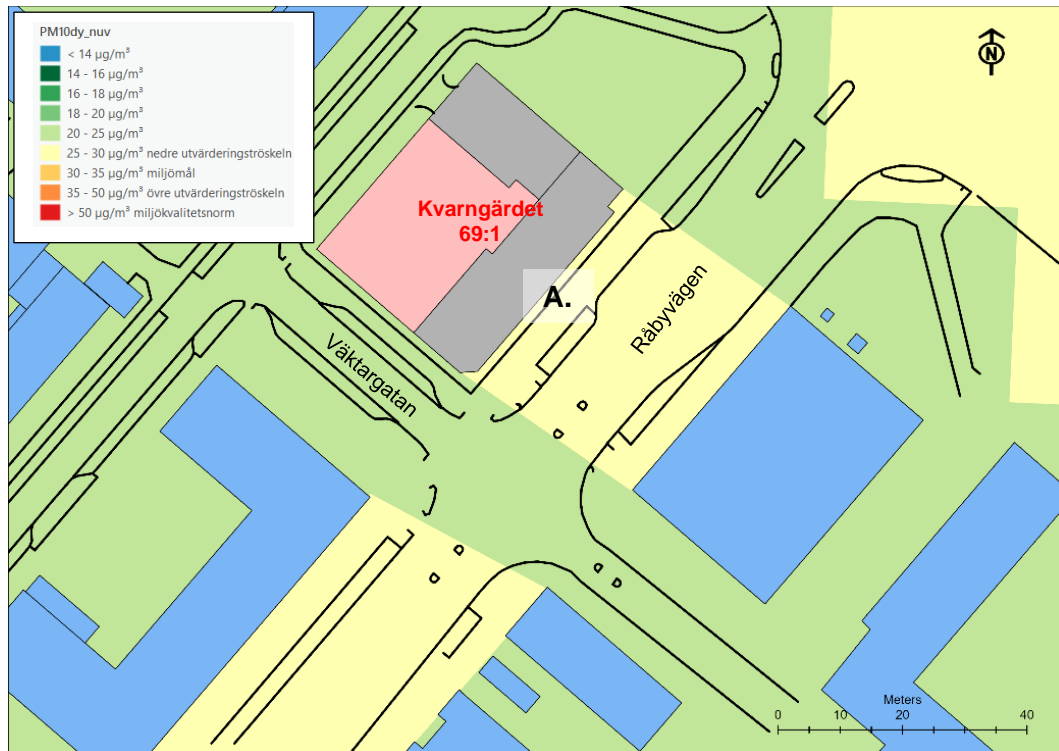 PM10dy_nuv
< 14 µg/m³
14 - 16 µg/m³
16 - 18 µg/m³
18 - 20 µg/m³
20 - 25 µg/m³
25 - 30 µg/m³ nedre utvärderingströskeln
30 - 35 µg/m³ miljömål
35 - 50 µg/m³ övre utvärderingströskeln
> 50 µg/m³ miljökvalitetsnorm
N
Kvarngärdet
69:1
A.
Råbyvägen
Väktargatan
Meters
0 10 20 40